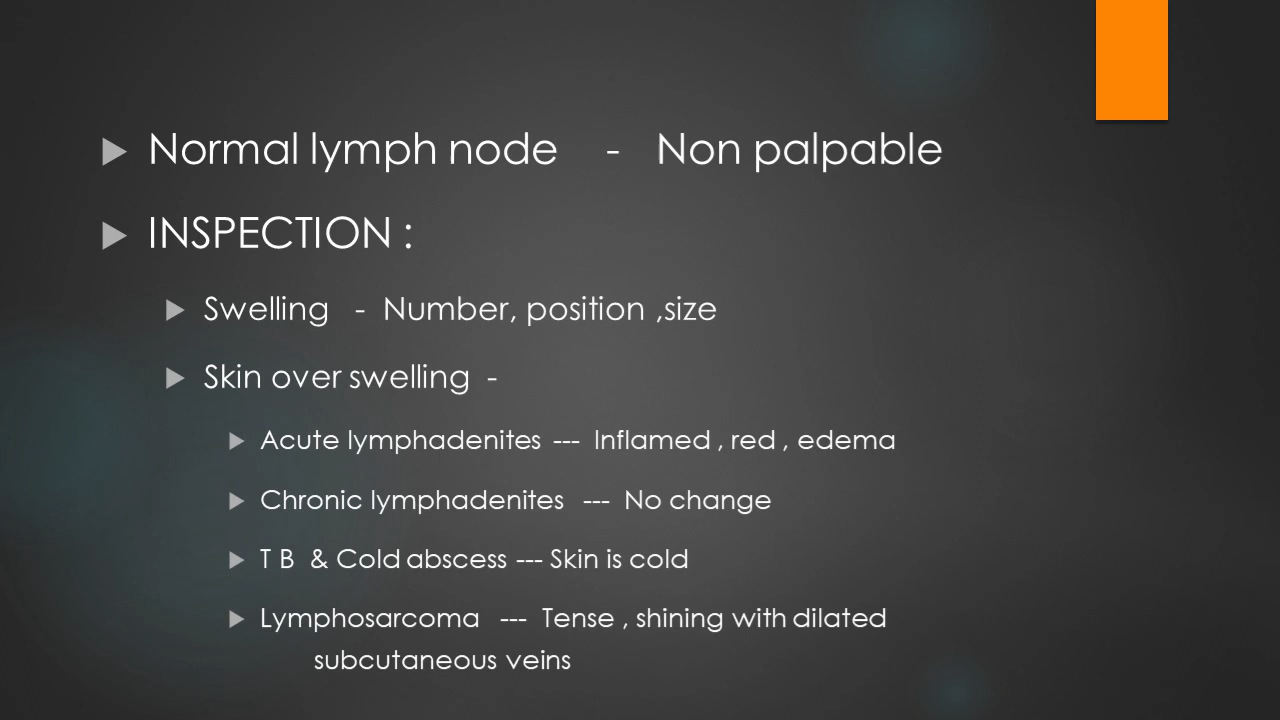 Normal lymph node - Non palpable
INSPECTION :
Swelling - Number, position ,size
Skin over swelling -
Acute lymphadenites --- Inflamed , red , edema
Chronic lymphadenites --- No change
T B & Cold abscess --- Skin is cold
Lymphosarcoma --- Tense , shining with dilated
subcutaneous veins